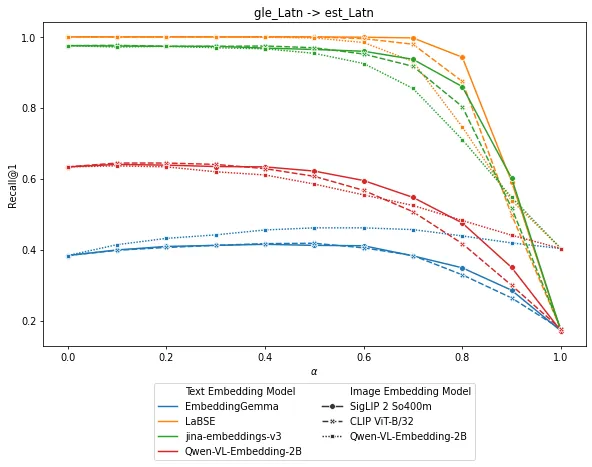 gle_Latn -> est_Latn
Recall@1
1.0
0.8
0.6
0.4
0.2
0.0 0.2 0.4 0.6 0.8 1.0
α
Text Embedding Model
EmbeddingGemma
LaBSE
jina-embeddings-v3
Qwen-VL-Embedding-2B
Image Embedding Model
SigLIP 2 So400m
CLIP ViT-B/32
Qwen-VL-Embedding-2B